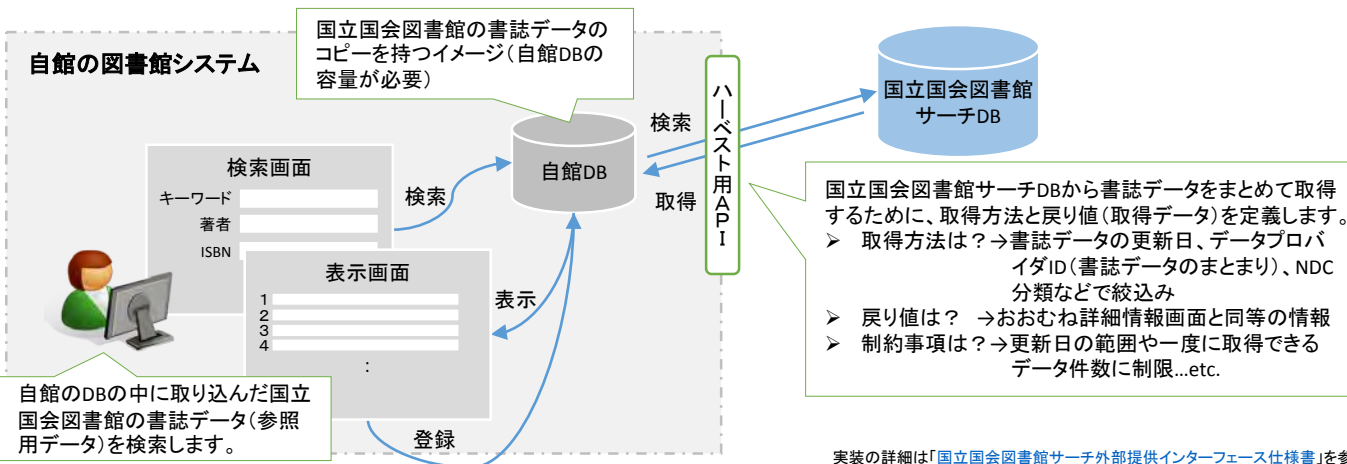 国立国会図書館の書誌データの
コピーを持つイメージ（自館DBの
容量が必要）
自館の図書館システム
検索画面
キーワード
著者
ISBN
検索
表示画面
1
2
3
4
：
表示
登録
自館DB
検索
取得
ハーベスト用API
国立国会図書館
サーチDB
国立国会図書館サーチDBから書誌データをまとめて取得
するために、取得方法と戻り値（取得データ）を定義します。
➢ 取得方法は？→書誌データの更新日、データプロバ
イダID（書誌データのまとまり）、NDC
分類などで絞込み
➢ 戻り値は？ →おおむね詳細情報画面と同等の情報
➢ 制約事項は？→更新日の範囲や一度に取得できる
データ件数に制限…etc.
自館のDBの中に取り込んだ国立
国会図書館の書誌データ（参照
用データ）を検索します。
実装の詳細は「国立国会図書館サーチ外部提供インターフェース仕様書」を参